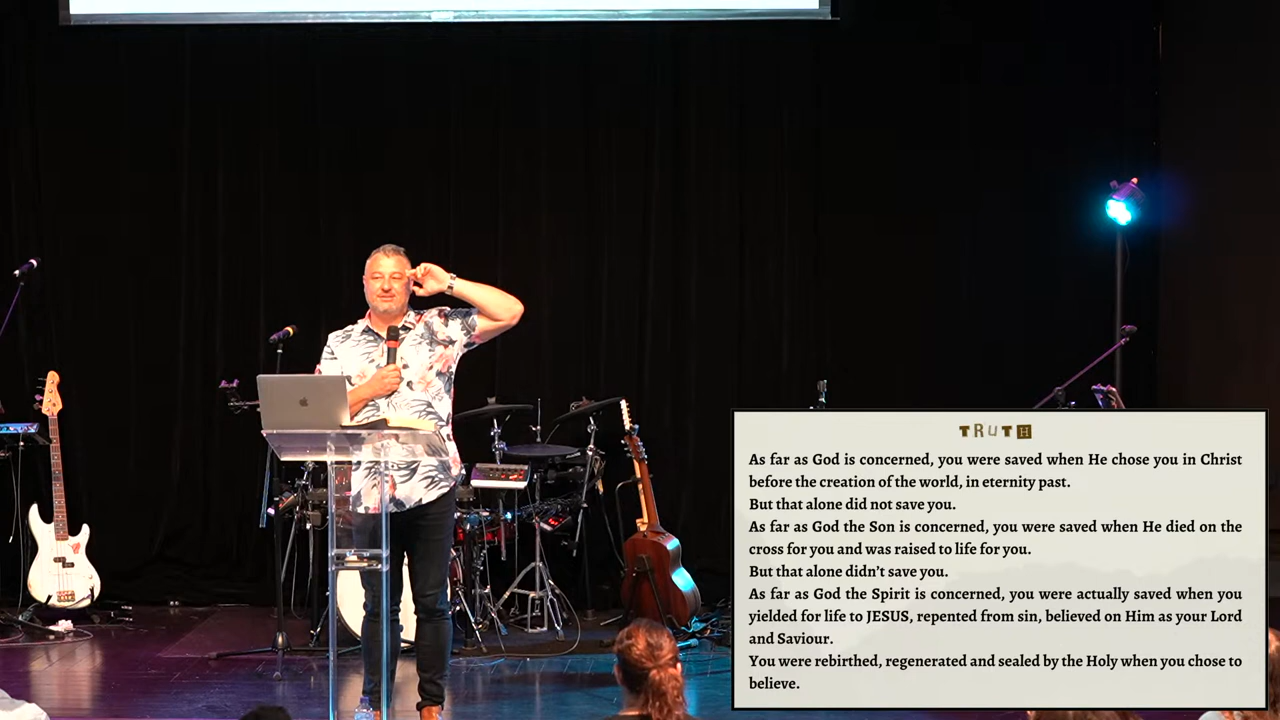 TRUTH
As far as God is concerned, you were saved when He chose you in Christ
before the creation of the world, in eternity past.
But that alone did not save you.
As far as God the Son is concerned, you were saved when He died on the
cross for you and was raised to life for you.
But that alone didn't save you.
As far as God the Spirit is concerned, you were actually saved when you
yielded for life to JESUS, repented from sin, believed on Him as your Lord
and Saviour.
You were rebirthed, regenerated and sealed by the Holy when you chose to
believe.